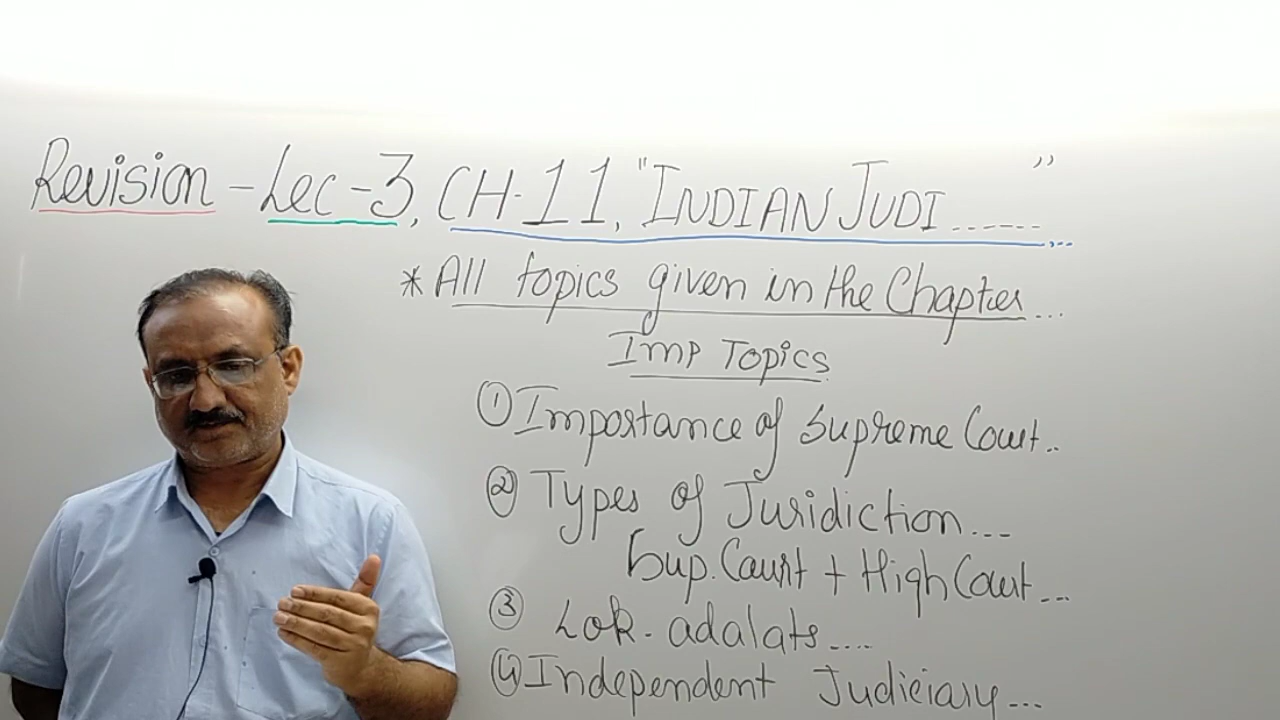 Revision - Lec - 3, CH-11, "INDIAN JUDI......"
* All topics given in the Chapter...
Imp Topics
① Importance of Supreme Court..
② Types of Juridiction...
Sup. Court + High Court...
③ Lok-adalats....
④ Independent Judiciary...